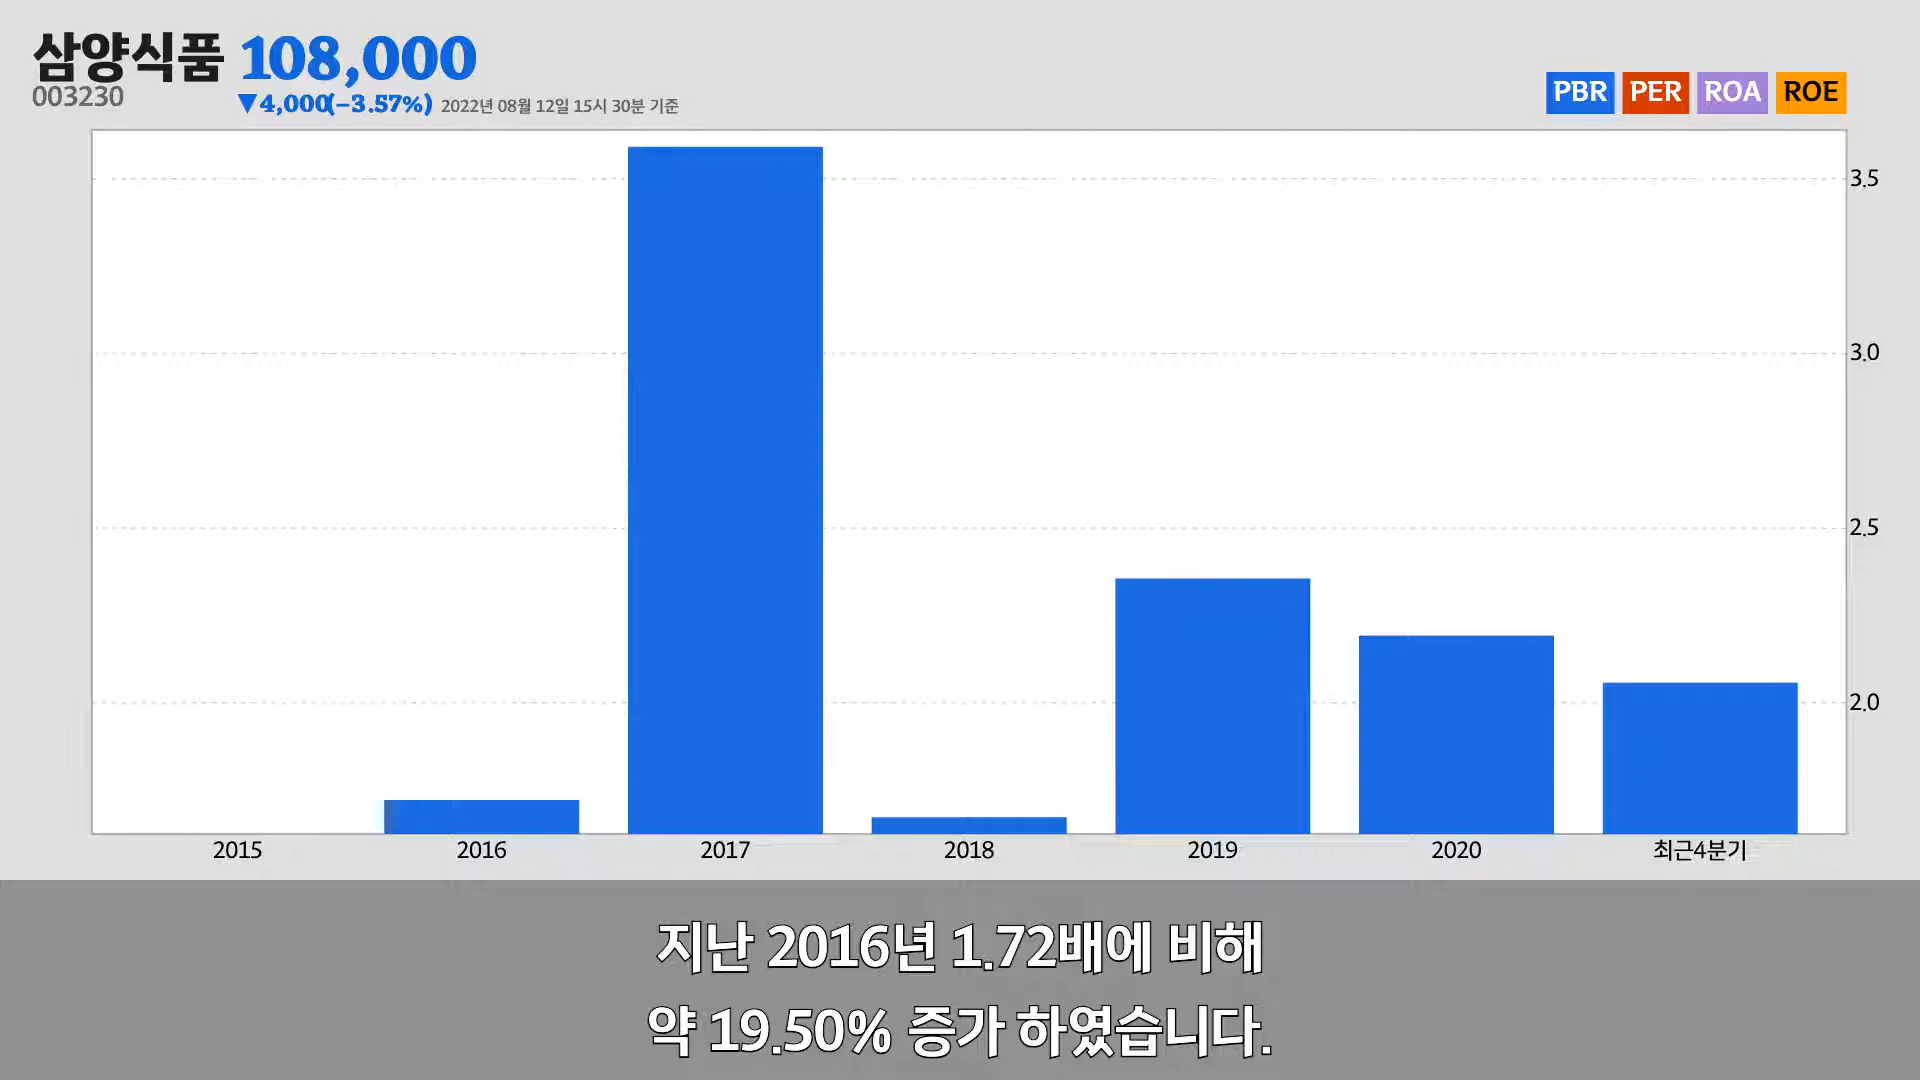 삼양식품 108,000
003230
▼4,000(-3.57%) 2022년 08월 12일 15시 30분 기준
PBR PER ROA ROE
3.5
3.0
2.5
2.0
2015 2016 2017 2018 2019 2020 최근4분기
지난 2016년 1.72배에 비해
약 19.50% 증가 하였습니다.